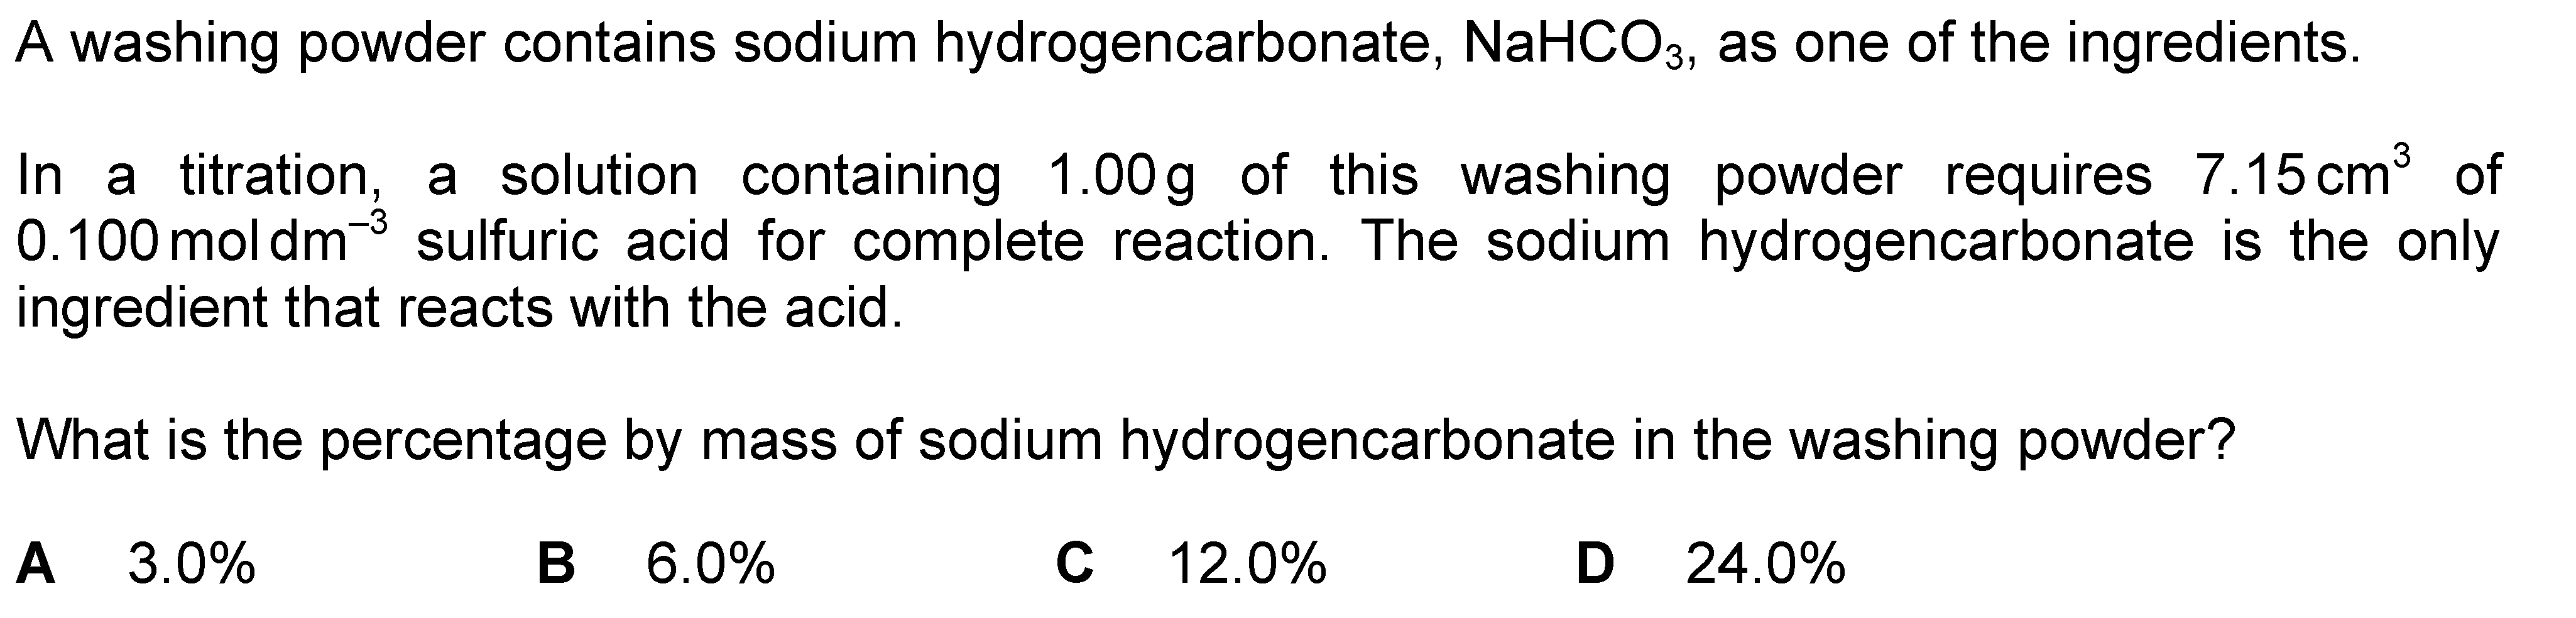 A washing powder contains sodium hydrogencarbonate, NaHCO₃, as one of the ingredients.
In a titration, a solution containing 1.00 g of this washing powder requires 7.15 cm³ of
0.100 mol dm⁻³ sulfuric acid for complete reaction. The sodium hydrogencarbonate is the only
ingredient that reacts with the acid.
What is the percentage by mass of sodium hydrogencarbonate in the washing powder?
A 3.0% B 6.0% C 12.0% D 24.0%